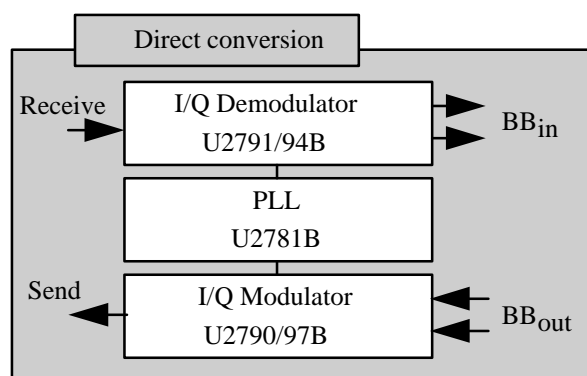 Direct conversion
Receive
I/Q Demodulator
U2791/94B
BBin
PLL
U2781B
Send
I/Q Modulator
U2790/97B
BBout